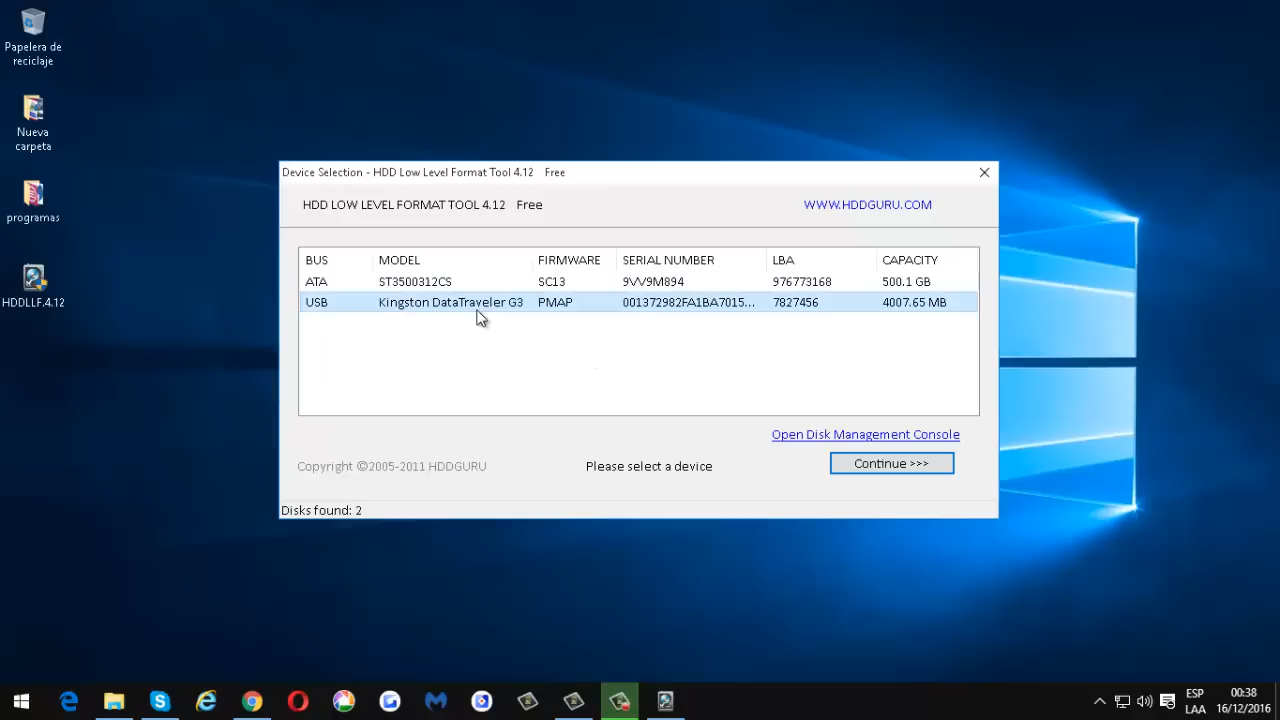 Papelera de
reciclaje
Nueva
carpeta
programas
HDDLLF.4.12
Device Selection - HDD Low Level Format Tool 4.12 Free
HDD LOW LEVEL FORMAT TOOL 4.12 Free
WWW.HDDGURU.COM
BUS MODEL FIRMWARE SERIAL NUMBER LBA CAPACITY
ATA ST3500312CS SC13 9VV9M894 976773168 500.1 GB
USB Kingston DataTraveler G3 PMAP 001372982FA1BA7015... 7827456 4007.65 MB
Open Disk Management Console
Copyright ©2005-2011 HDDGURU
Please select a device
Continue >>>
Disks found: 2
ESP
LAA
00:38
16/12/2016